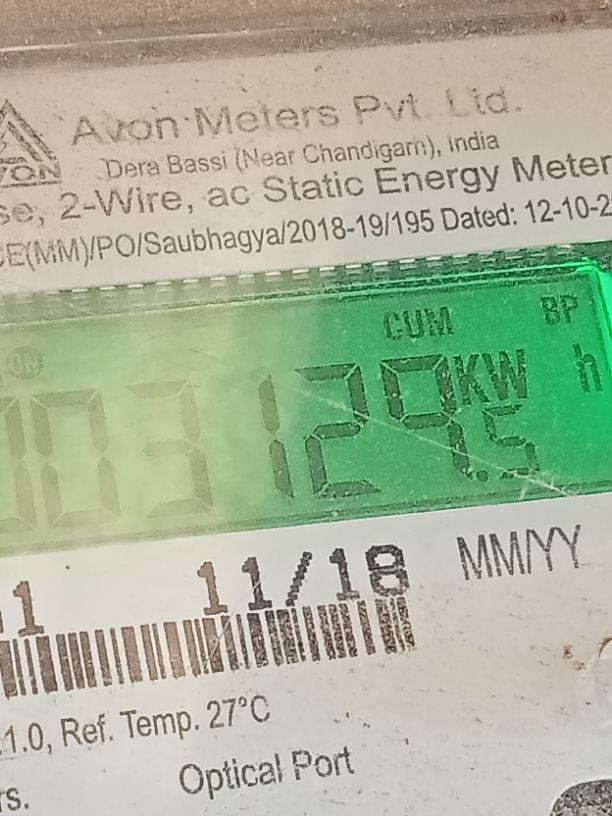 Avon Meters Pvt. Ltd.
Dera Bassi (Near Chandigarh), India
se, 2-Wire, ac Static Energy Meter
E(MM)/PO/Saubhagya/2018-19/195 Dated: 12-10-2
CUM BP
ON
003129.5 KW h
1 11/18 MM/YY
1.0, Ref. Temp. 27°C
Optical Port
rs.